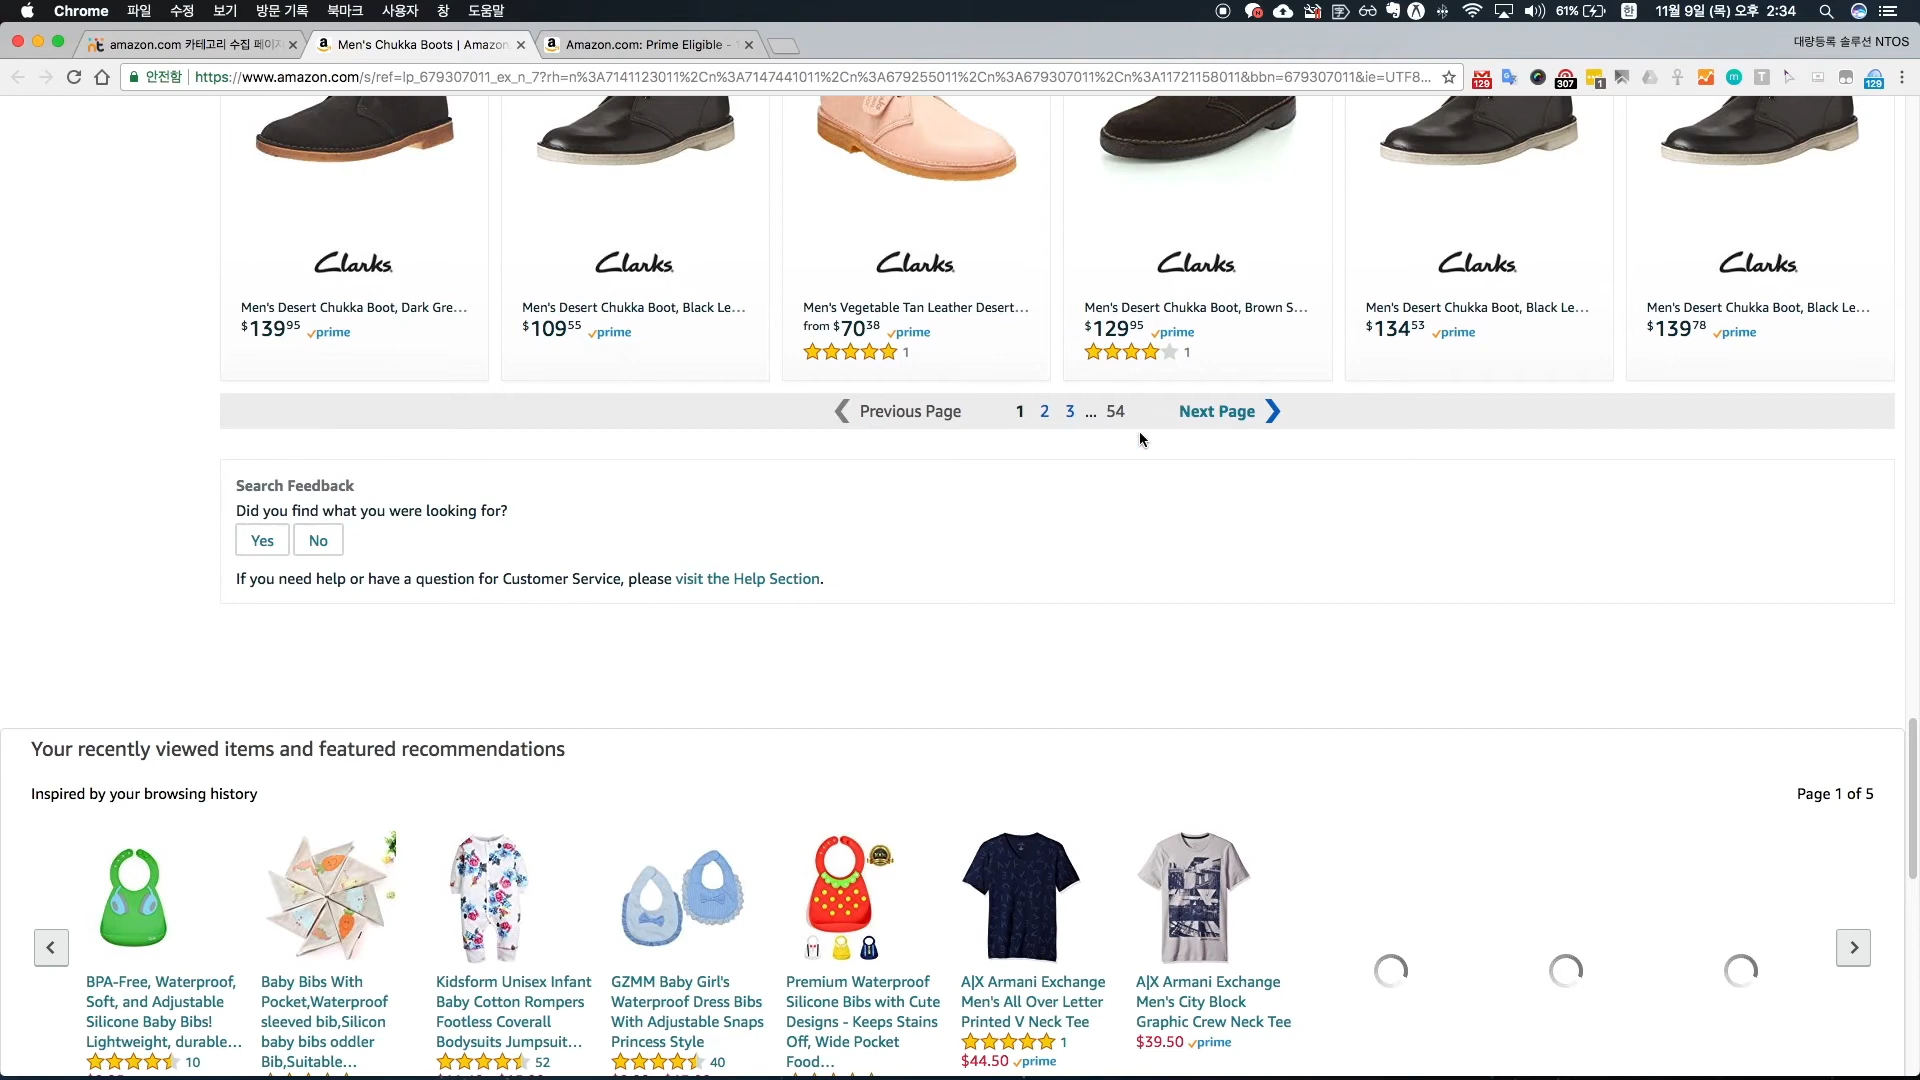 Chrome 파일 수정 보기 방문 기록 북마크 사용자 창 도움말 61% 한 11월 9일 (목) 오후 2:34
amazon.com 카테고리 수집 페이지 Men's Chukka Boots | Amazon Amazon.com: Prime Eligible - 대량등록 솔루션 NTOS
안전함 https://www.amazon.com/s/ref=lp_679307011_ex_n_7?rh=n%3A7141123011%2Cn%3A7147441011%2Cn%3A679255011%2Cn%3A679307011%2Cn%3A11721158011&bbn=679307011&ie=UTF8... 129 307 1 T 129
Clarks. Clarks. Clarks. Clarks. Clarks. Clarks.
Men's Desert Chukka Boot, Dark Gre... Men's Desert Chukka Boot, Black Le... Men's Vegetable Tan Leather Desert... Men's Desert Chukka Boot, Brown S... Men's Desert Chukka Boot, Black Le... Men's Desert Chukka Boot, Black Le...
$139 95 prime $109 55 prime from $70 38 prime $129 95 prime $134 53 prime $139 78 prime
1 1
Previous Page 1 2 3 ... 54 Next Page
Search Feedback
Did you find what you were looking for?
Yes No
If you need help or have a question for Customer Service, please visit the Help Section.
Your recently viewed items and featured recommendations
Inspired by your browsing history Page 1 of 5
100%
BPA-Free, Waterproof, Baby Bibs With Kidsform Unisex Infant GZMM Baby Girl's Premium Waterproof A|X Armani Exchange A|X Armani Exchange
Soft, and Adjustable Pocket,Waterproof Baby Cotton Rompers Waterproof Dress Bibs Silicone Bibs with Cute Men's All Over Letter Men's City Block
Silicone Baby Bibs! sleeved bib,Silicon Footless Coverall With Adjustable Snaps Designs - Keeps Stains Printed V Neck Tee Graphic Crew Neck Tee
Lightweight, durable... baby bibs oddler Bodysuits Jumpsuit... Princess Style Off, Wide Pocket 1 $39.50 prime
10 Bib,Suitable... 52 40 Food... $44.50 prime